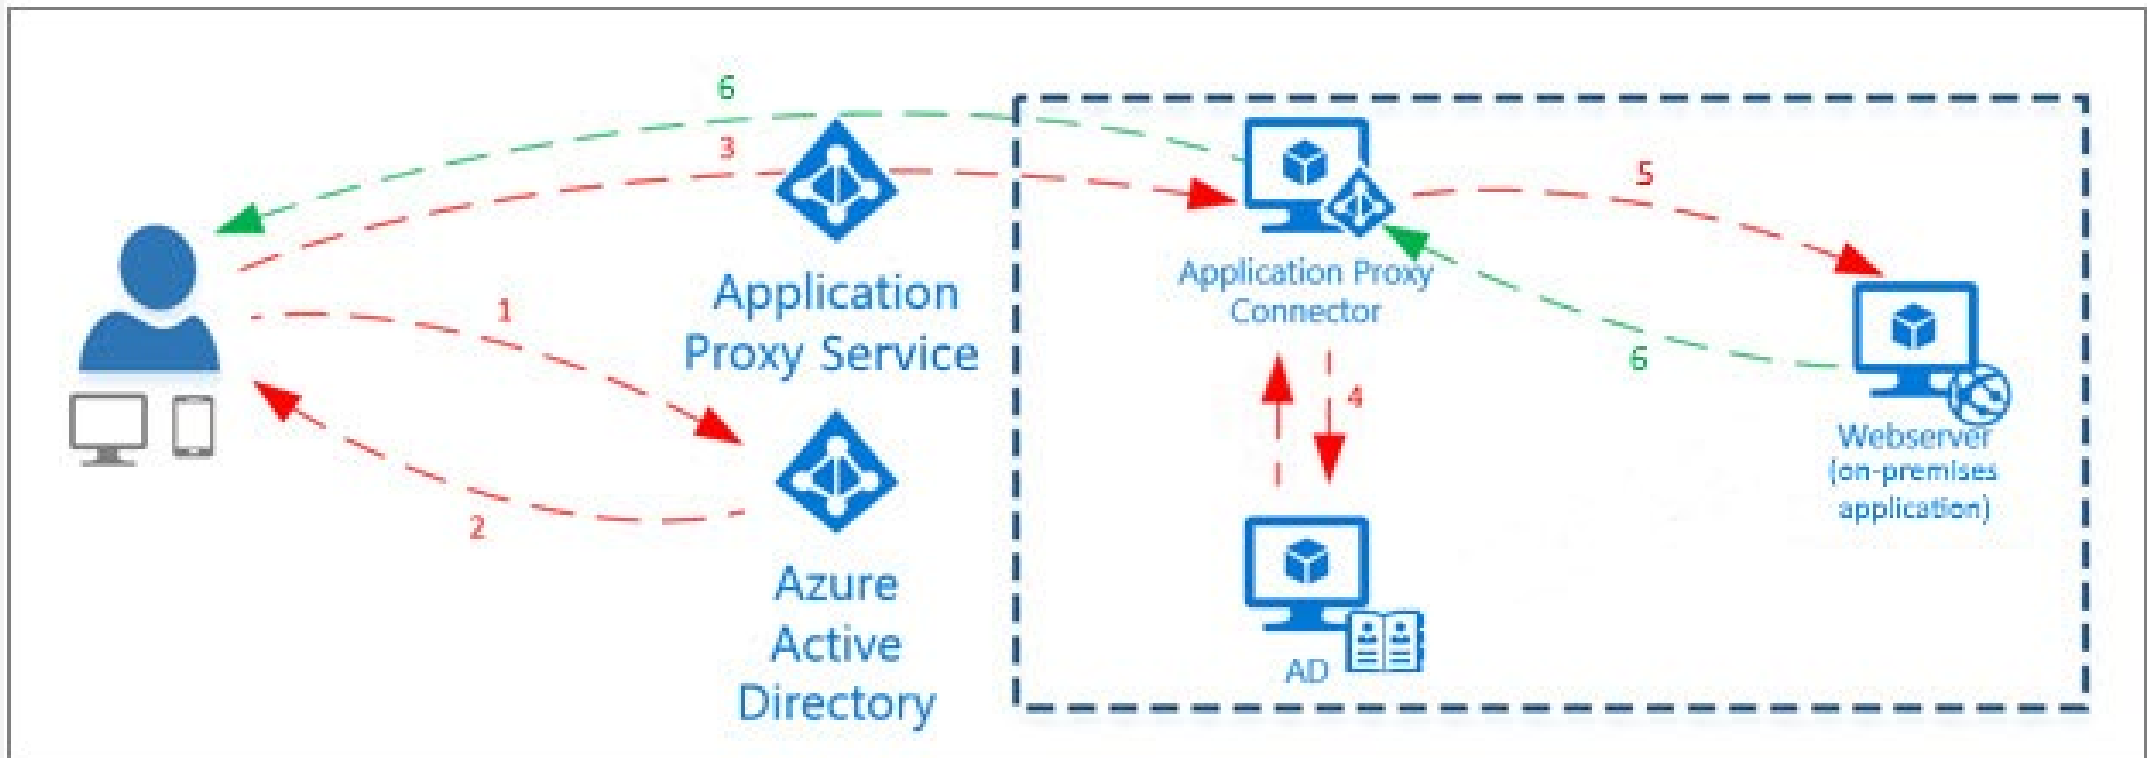 6
3
5
Application Proxy
Connector
Application
Proxy Service
1
6
4
Webserver
(on-premises
application)
2
Azure
Active
Directory
AD